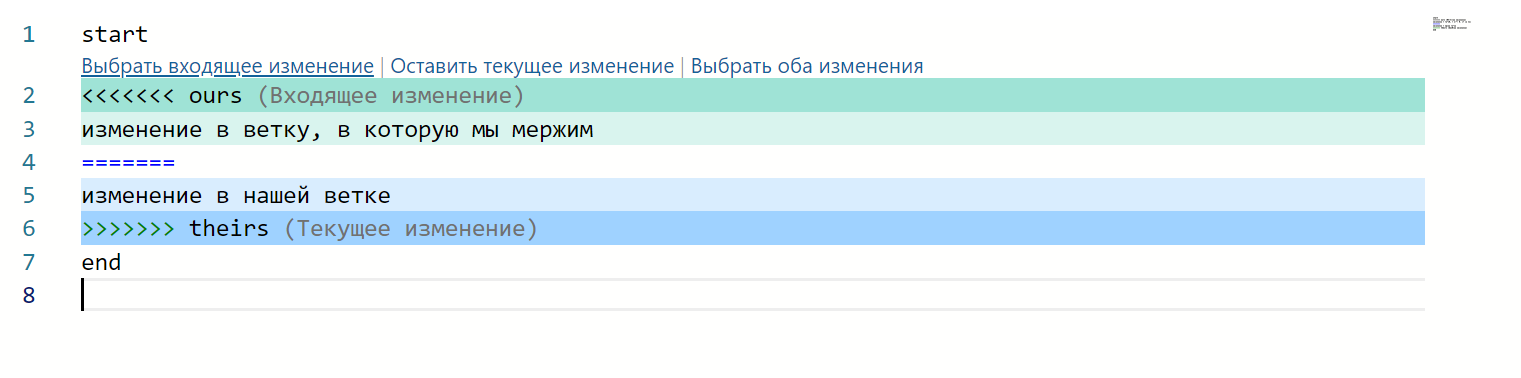 1 start
Выбрать входящее изменение | Оставить текущее изменение | Выбрать оба изменения
2 <<<<<<< ours (Входящее изменение)
3 изменение в ветку, в которую мы мержим
4 =======
5 изменение в нашей ветке
6 >>>>>>> theirs (Текущее изменение)
7 end
8